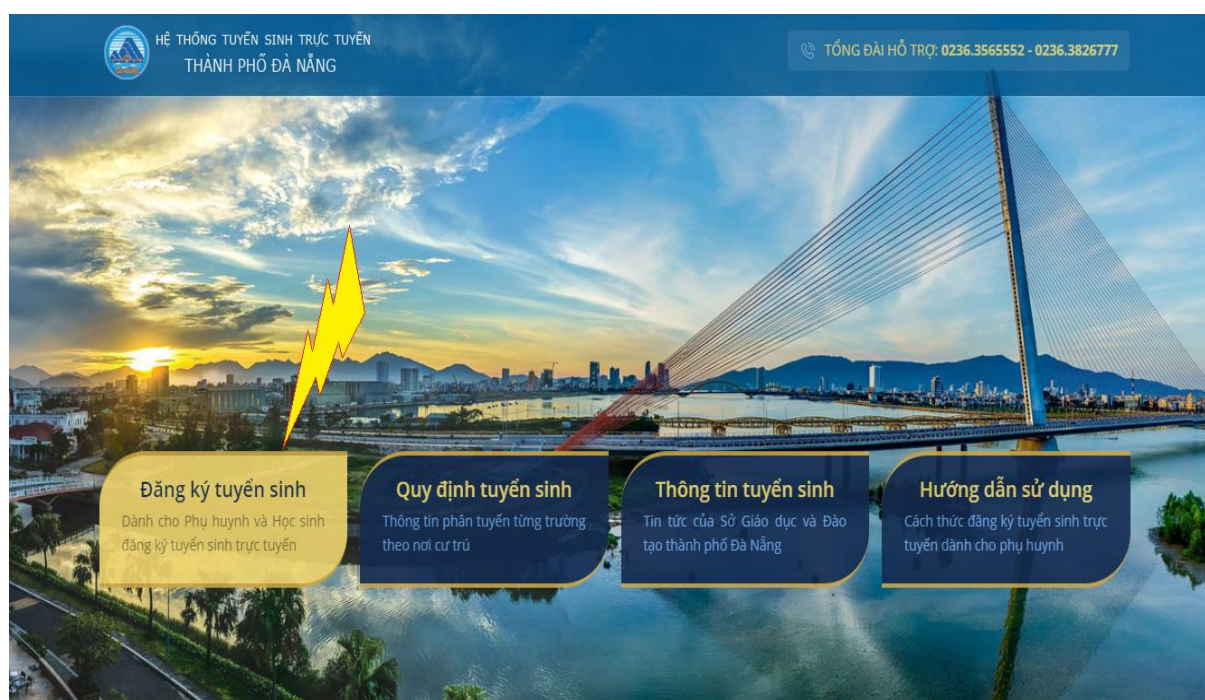 HỆ THỐNG TUYỂN SINH TRỰC TUYẾN
THÀNH PHỐ ĐÀ NẴNG
TỔNG ĐÀI HỖ TRỢ: 0236.3565552 - 0236.3826777
Đăng ký tuyển sinh
Dành cho Phụ huynh và Học sinh
đăng ký tuyển sinh trực tuyến
Quy định tuyển sinh
Thông tin phân tuyến từng trường
theo nơi cư trú
Thông tin tuyển sinh
Tin tức của Sở Giáo dục và Đào
tạo thành phố Đà Nẵng
Hướng dẫn sử dụng
Cách thức đăng ký tuyển sinh trực
tuyến dành cho phụ huynh